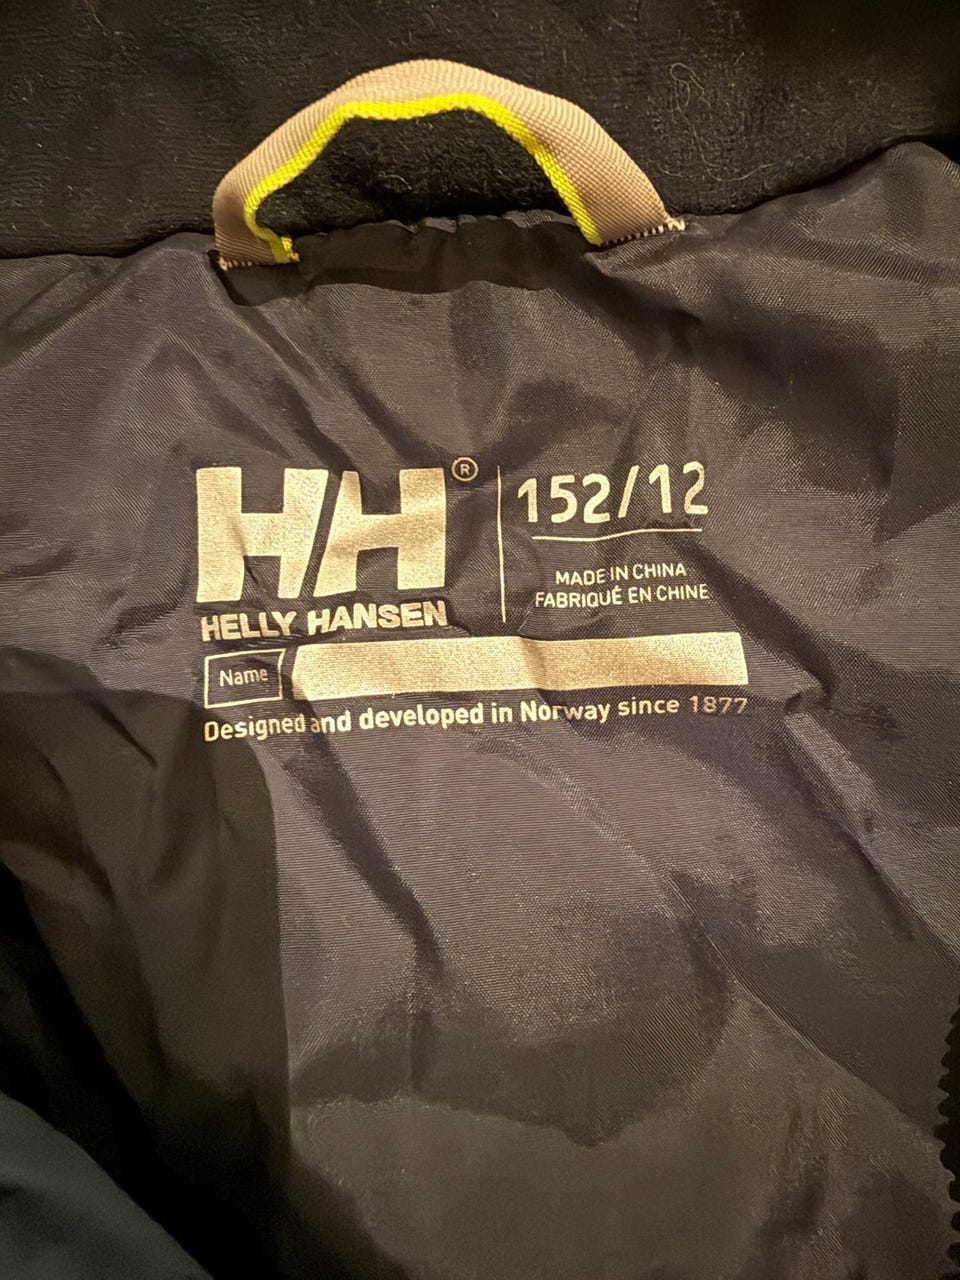 HH®
HELLY HANSEN
152/12
MADE IN CHINA
FABRIQUÉ EN CHINE
Name
Designed and developed in Norway since 1877